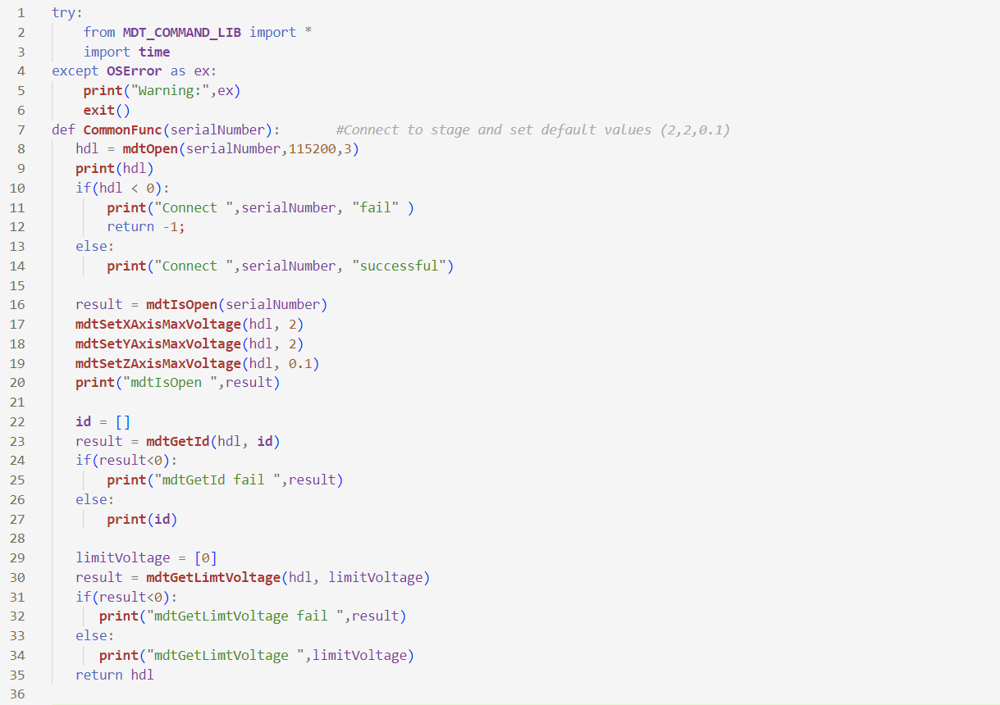 1 try:
2 from MDT_COMMAND_LIB import *
3 import time
4 except OSError as ex:
5 print("Warning:",ex)
6 exit()
7 def CommonFunc(serialNumber): #Connect to stage and set default values (2,2,0.1)
8 hdl = mdtOpen(serialNumber,115200,3)
9 print(hdl)
10 if(hdl < 0):
11 print("Connect ",serialNumber, "fail" )
12 return -1;
13 else:
14 print("Connect ",serialNumber, "successful")
15
16 result = mdtIsOpen(serialNumber)
17 mdtSetXAxisMaxVoltage(hdl, 2)
18 mdtSetYAxisMaxVoltage(hdl, 2)
19 mdtSetZAxisMaxVoltage(hdl, 0.1)
20 print("mdtIsOpen ",result)
21
22 id = []
23 result = mdtGetId(hdl, id)
24 if(result<0):
25 print("mdtGetId fail ",result)
26 else:
27 print(id)
28
29 limitVoltage = [0]
30 result = mdtGetLimtVoltage(hdl, limitVoltage)
31 if(result<0):
32 print("mdtGetLimtVoltage fail ",result)
33 else:
34 print("mdtGetLimtVoltage ",limitVoltage)
35 return hdl
36